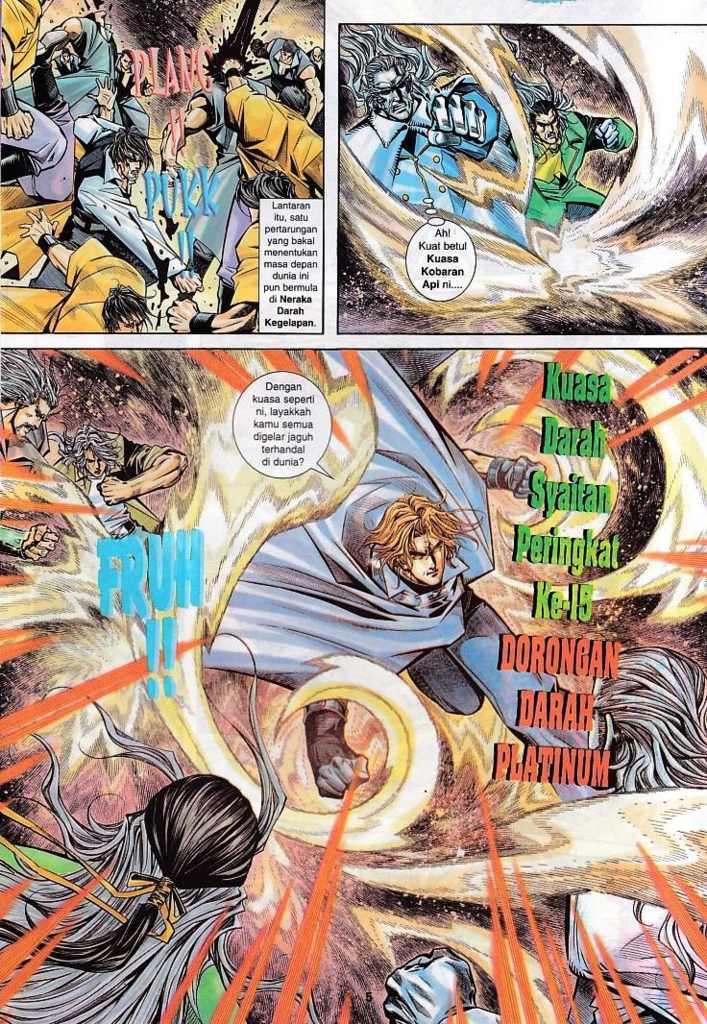 PLANG
!!
PUKK
!!
Lantaran
itu, satu
pertarungan
yang bakal
menentukan
masa depan
dunia ini
pun bermula
di Neraka
Darah
Kegelapan.
Ah!
Kuat betul
Kuasa
Kobaran
Api ni....
Dengan
kuasa seperti
ni, layakkah
kamu semua
digelar jaguh
di dunia?
FRUH
!!
Kuasa
Darah
Syaitan
Peringkat
Ke-15
DORONGAN
DARAH
PLATINUM
5